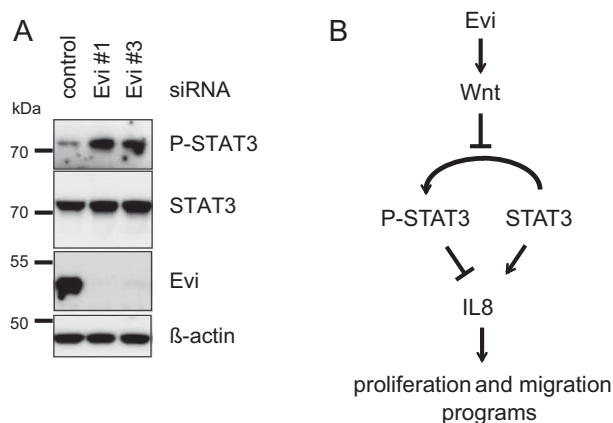 A
control
Evi #1
Evi #3
siRNA
kDa
70
P-STAT3
70
STAT3
55
Evi
50
ß-actin
B
Evi
Wnt
P-STAT3 STAT3
IL8
proliferation and migration
programs